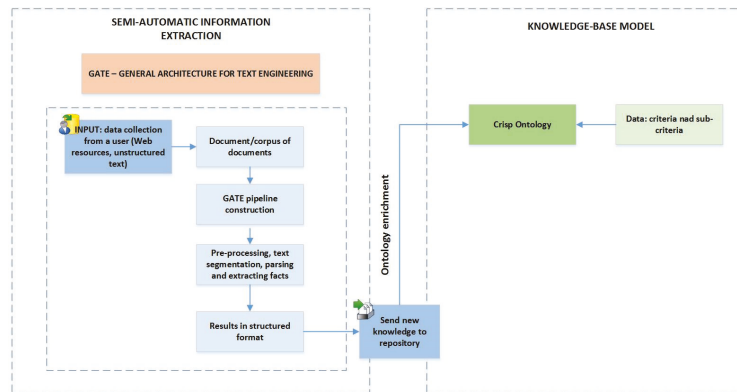 SEMI-AUTOMATIC INFORMATION
EXTRACTION
KNOWLEDGE-BASE MODEL
GATE – GENERAL ARCHITECTURE FOR TEXT ENGINEERING
INPUT: data collection
from a user (Web
resources, unstructured
text)
Document/corpus of
documents
Crisp Ontology
Data: criteria nad sub-
criteria
GATE pipeline
construction
Ontology enrichment
Pre-processing, text
segmentation, parsing
and extracting facts
Results in structured
format
Send new
knowledge to
repository